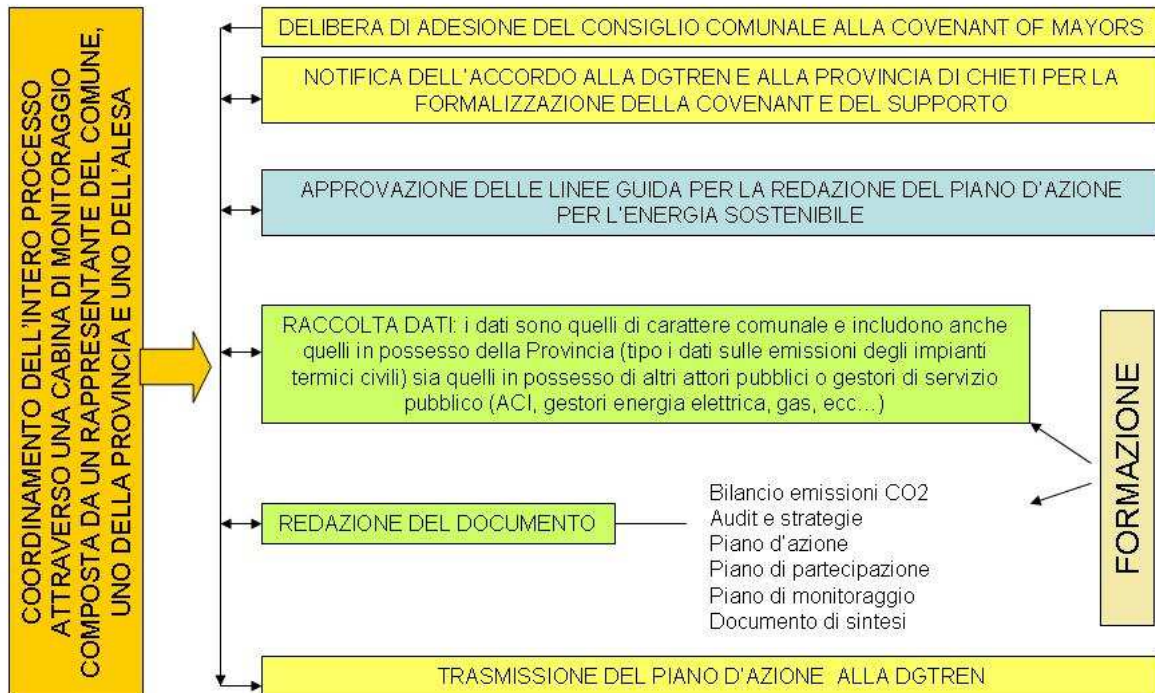 COORDINAMENTO DELL'INTERO PROCESSO
ATTRAVERSO UNA CABINA DI MONITORAGGIO
COMPOSTA DA UN RAPPRESENTANTE DEL COMUNE,
UNO DELLA PROVINCIA E UNO DELL'ALESA
DELIBERA DI ADESIONE DEL CONSIGLIO COMUNALE ALLA COVENANT OF MAYORS
NOTIFICA DELL'ACCORDO ALLA DGTREN E ALLA PROVINCIA DI CHIETI PER LA
FORMALIZZAZIONE DELLA COVENANT E DEL SUPPORTO
APPROVAZIONE DELLE LINEE GUIDA PER LA REDAZIONE DEL PIANO D'AZIONE
PER L'ENERGIA SOSTENIBILE
RACCOLTA DATI: i dati sono quelli di carattere comunale e includono anche
quelli in possesso della Provincia (tipo i dati sulle emissioni degli impianti
termici civili) sia quelli in possesso di altri attori pubblici o gestori di servizio
pubblico (ACI, gestori energia elettrica, gas, ecc...)
FORMAZIONE
REDAZIONE DEL DOCUMENTO
Bilancio emissioni CO2
Audit e strategie
Piano d'azione
Piano di partecipazione
Piano di monitoraggio
Documento di sintesi
TRASMISSIONE DEL PIANO D'AZIONE ALLA DGTREN